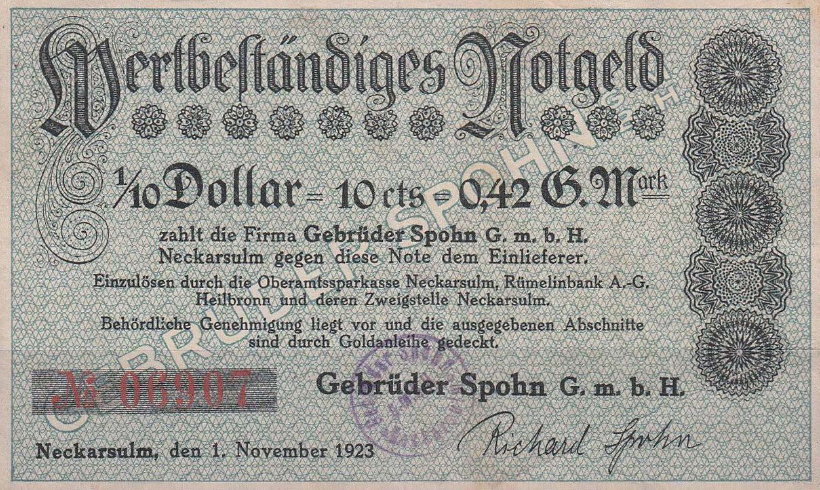 Wertbeständiges Notgeld
1/10 Dollar = 10 cts = 0,42 G. Mark
zahlt die Firma Gebrüder Spohn G. m. b. H.
Neckarsulm gegen diese Note dem Einlieferer.
Einzulösen durch die Oberamtssparkasse Neckarsulm, Rümelinbank A.-G.
Heilbronn und deren Zweigstelle Neckarsulm.
Behördliche Genehmigung liegt vor und die ausgegebenen Abschnitte
sind durch Goldanleihe gedeckt.
№ 06907
Gebrüder Spohn G. m. b. H.
Neckarsulm, den 1. November 1923
Richard Spohn
GEBRÜDER SPOHN G.M.B.H.